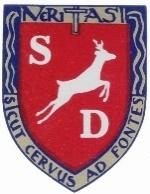 VERITAS
S
D
SICUT CERVUS AD FONTES